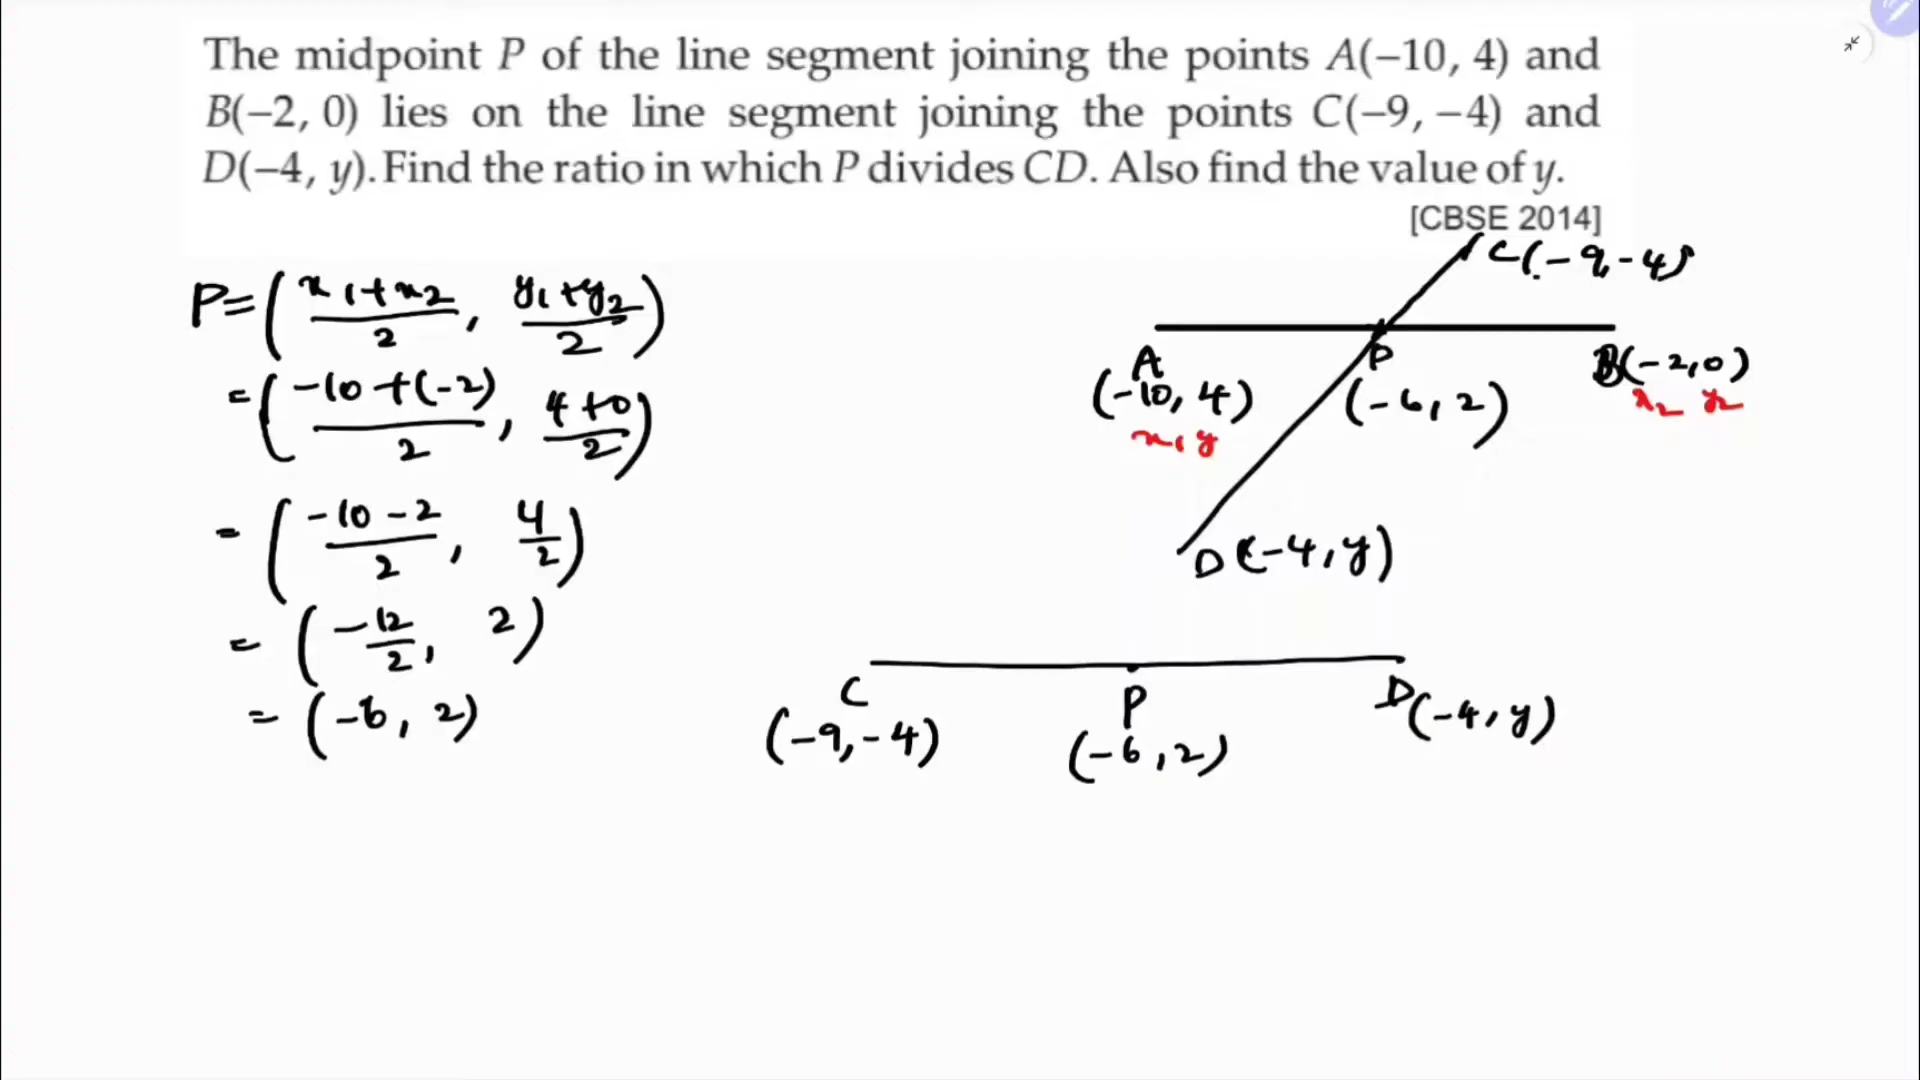 The midpoint P of the line segment joining the points A(–10, 4) and
B(–2, 0) lies on the line segment joining the points C(–9, –4) and
D(–4, y). Find the ratio in which P divides CD. Also find the value of y.
[CBSE 2014]
P = ( (x1+x2)/2 , (y1+y2)/2 )
= ( (-10+(-2))/2 , (4+0)/2 )
= ( (-10-2)/2 , 4/2 )
= ( -12/2 , 2 )
= (-6, 2)
C(-9,-4)
A
(-10, 4)
x1 y
P
(-6, 2)
B(-2,0)
x2 y2
D(-4, y)
C
(-9,-4)
P
(-6,2)
D(-4, y)